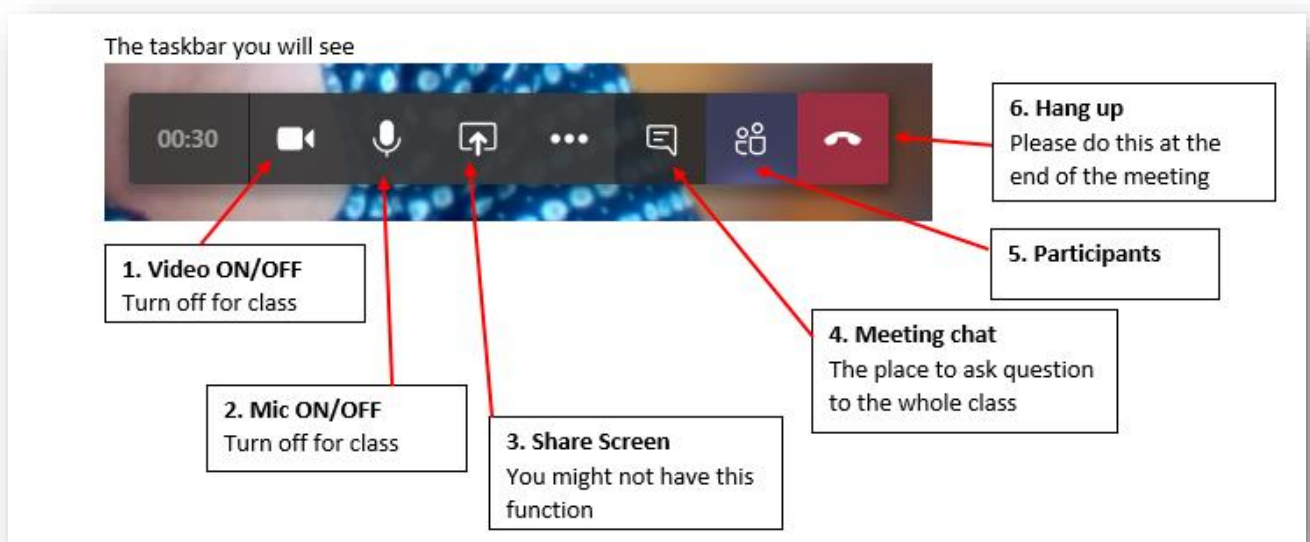 The taskbar you will see
00:30
1. Video ON/OFF
Turn off for class
2. Mic ON/OFF
Turn off for class
3. Share Screen
You might not have this
function
4. Meeting chat
The place to ask question
to the whole class
5. Participants
6. Hang up
Please do this at the
end of the meeting